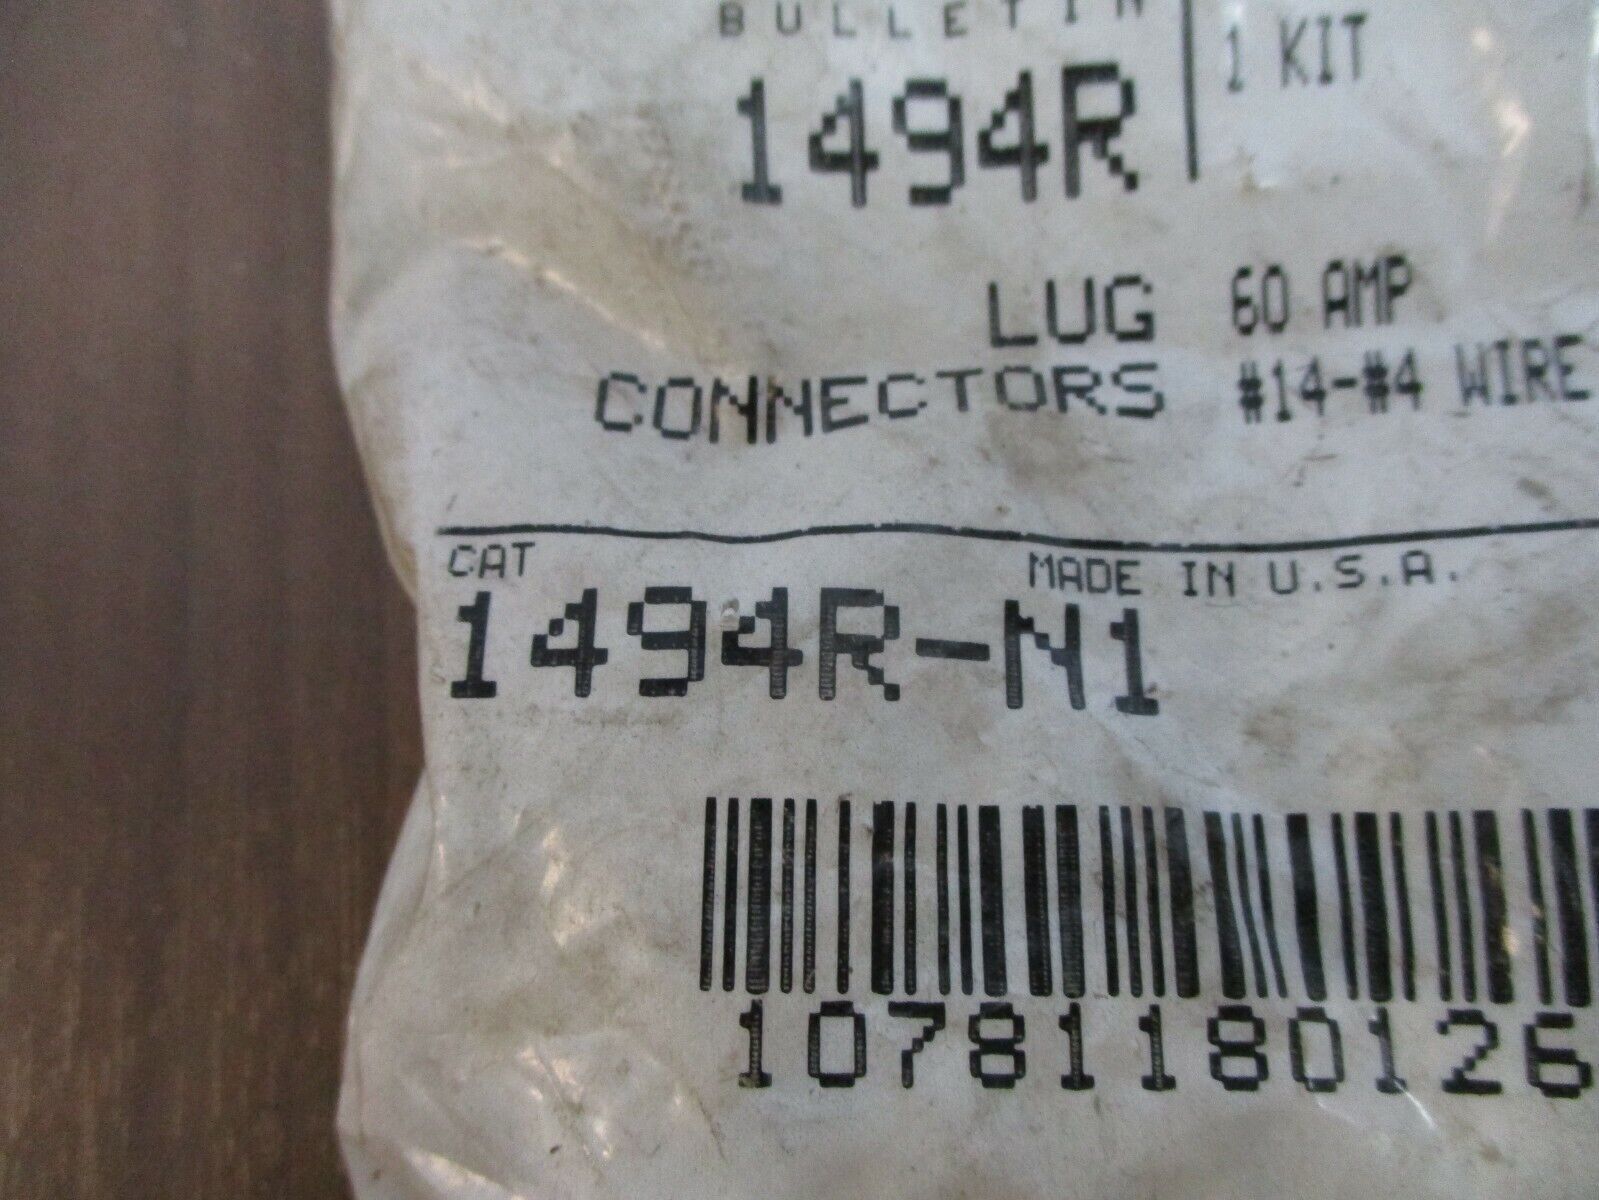 BULLETIN
1494R
1 KIT
LUG
CONNECTORS
60 AMP
#14-#4 WIRE
CAT
MADE IN U.S.A.
1494R-N1
10781180126